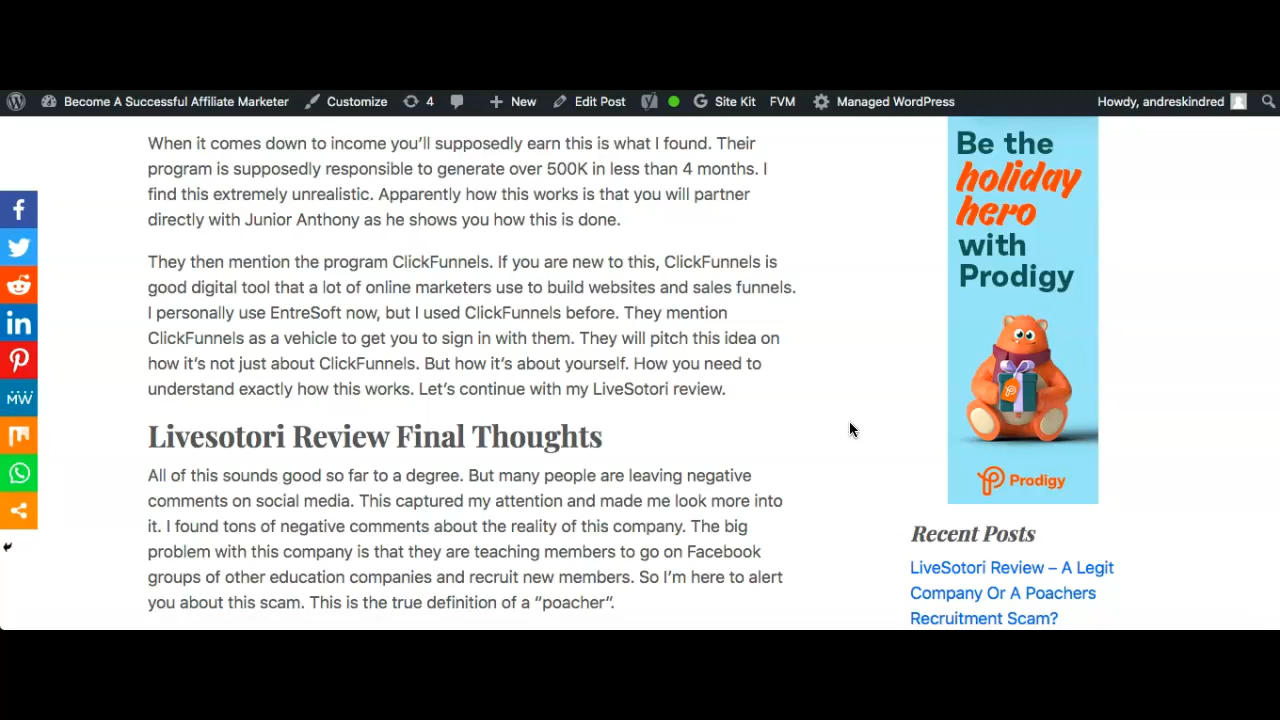 Become A Successful Affiliate Marketer Customize 4 New Edit Post Site Kit FVM Managed WordPress Howdy, andreskindred
When it comes down to income you'll supposedly earn this is what I found. Their
program is supposedly responsible to generate over 500K in less than 4 months. I
find this extremely unrealistic. Apparently how this works is that you will partner
directly with Junior Anthony as he shows you how this is done.
They then mention the program ClickFunnels. If you are new to this, ClickFunnels is
good digital tool that a lot of online marketers use to build websites and sales funnels.
I personally use EntreSoft now, but I used ClickFunnels before. They mention
ClickFunnels as a vehicle to get you to sign in with them. They will pitch this idea on
how it's not just about ClickFunnels. But how it's about yourself. How you need to
understand exactly how this works. Let's continue with my LiveSotori review.
Livesotori Review Final Thoughts
All of this sounds good so far to a degree. But many people are leaving negative
comments on social media. This captured my attention and made me look more into
it. I found tons of negative comments about the reality of this company. The big
problem with this company is that they are teaching members to go on Facebook
groups of other education companies and recruit new members. So I'm here to alert
you about this scam. This is the true definition of a “poacher”.
Be the
holiday
hero
with
Prodigy
Prodigy
Recent Posts
LiveSotori Review – A Legit
Company Or A Poachers
Recruitment Scam?
MW